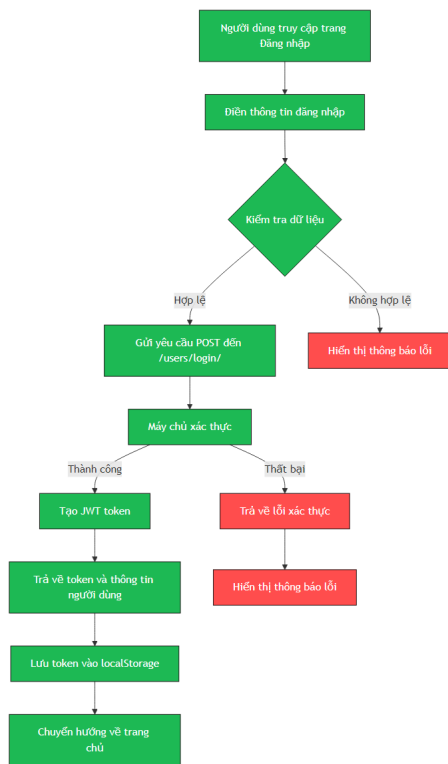 Người dùng truy cập trang
Đăng nhập
Điền thông tin đăng nhập
Kiểm tra dữ liệu
Hợp lệ
Không hợp lệ
Gửi yêu cầu POST đến
/users/login/
Hiển thị thông báo lỗi
Máy chủ xác thực
Thành công
Thất bại
Tạo JWT token
Trả về lỗi xác thực
Trả về token và thông tin
người dùng
Hiển thị thông báo lỗi
Lưu token vào localStorage
Chuyển hướng về trang
chủ